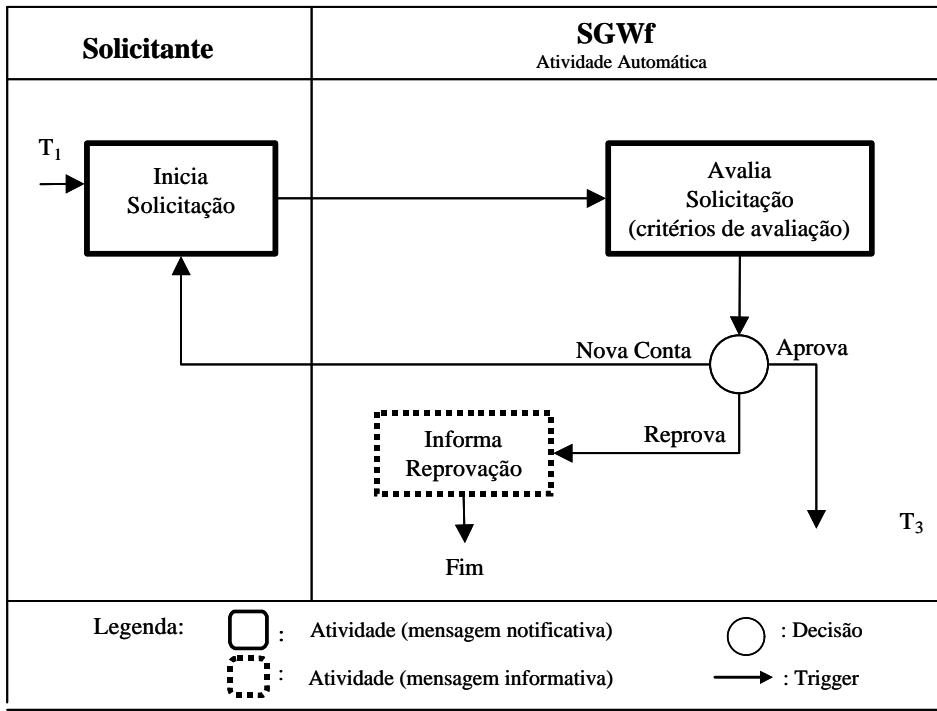 Solicitante
SGWf
Atividade Automática
T1
Inicia
Solicitação
Avalia
Solicitação
(critérios de avaliação)
Nova Conta
Aprova
Reprova
Informa
Reprovação
T3
Fim
Legenda:
: Atividade (mensagem notificativa)
: Decisão
: Atividade (mensagem informativa)
: Trigger